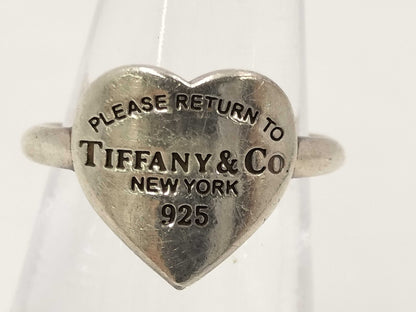 PLEASE RETURN TO
TIFFANY & CO
NEW YORK
925